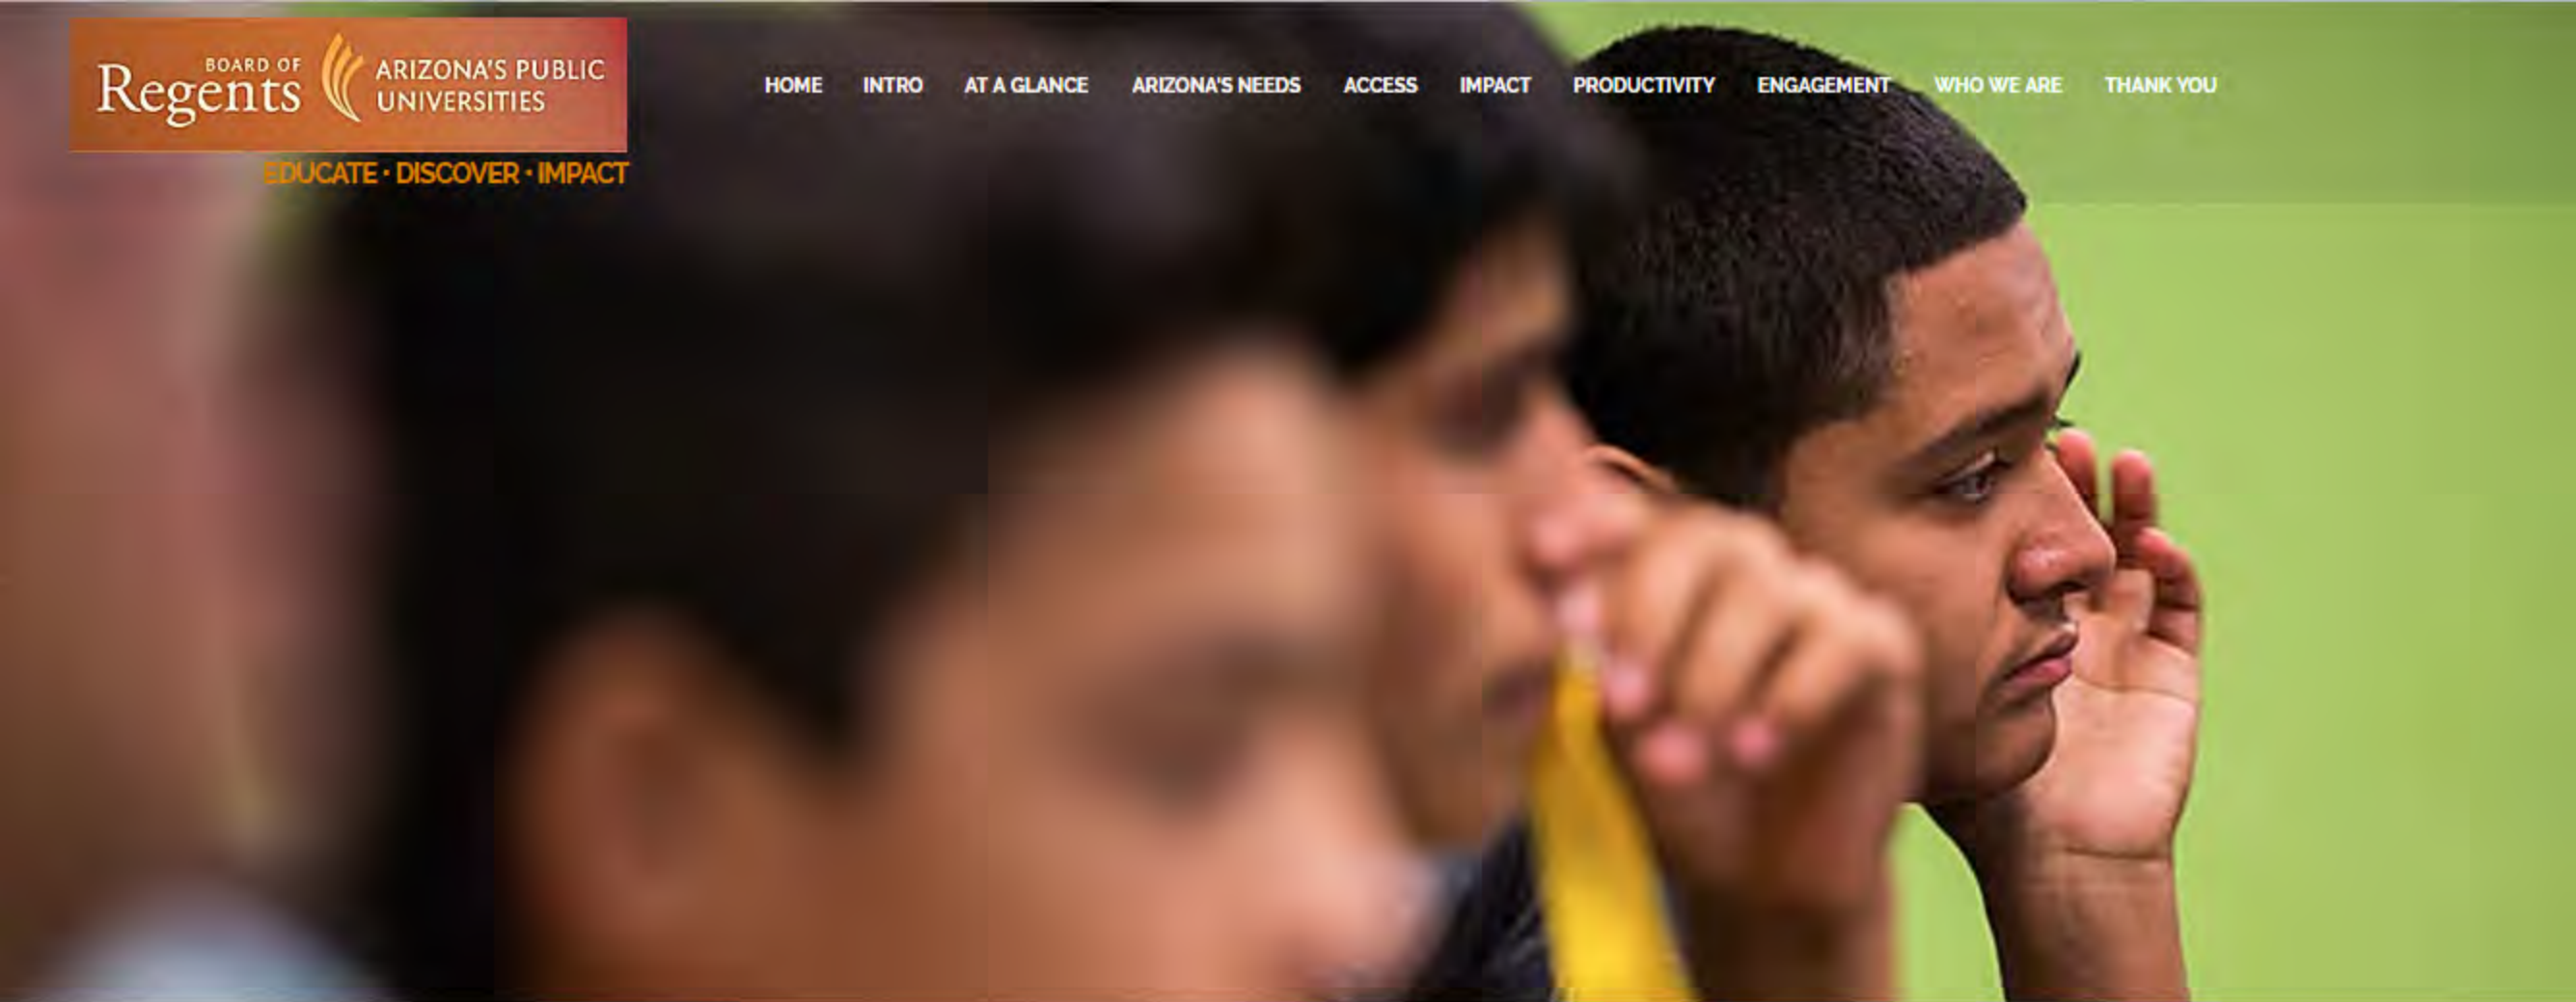 BOARD OF
Regents
ARIZONA'S PUBLIC
UNIVERSITIES
EDUCATE · DISCOVER · IMPACT
HOME INTRO AT A GLANCE ARIZONA'S NEEDS ACCESS IMPACT PRODUCTIVITY ENGAGEMENT WHO WE ARE THANK YOU